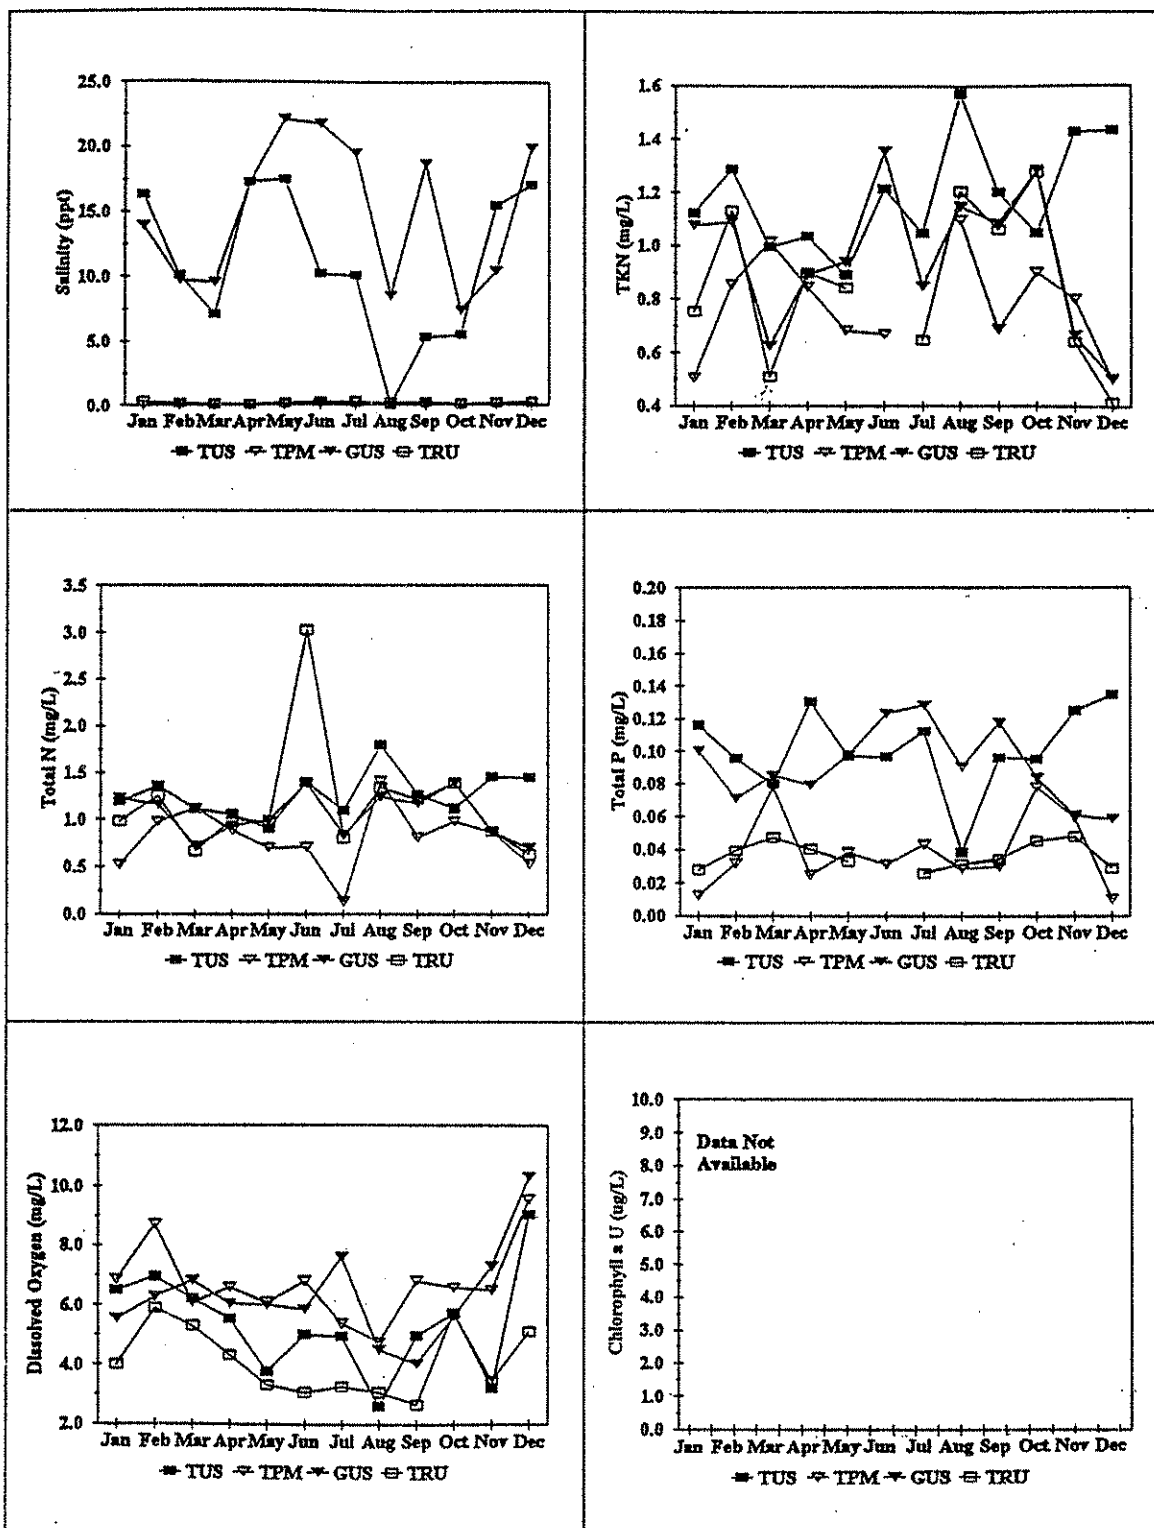 Salinity (ppt)
25.0
20.0
15.0
10.0
5.0
0.0
Jan Feb Mar Apr May Jun Jul Aug Sep Oct Nov Dec
TUS TPM GUS TRU
TKN (mg/L)
1.6
1.4
1.2
1.0
0.8
0.6
0.4
Jan Feb Mar Apr May Jun Jul Aug Sep Oct Nov Dec
TUS TPM GUS TRU
Total N (mg/L)
3.5
3.0
2.5
2.0
1.5
1.0
0.5
0.0
Jan Feb Mar Apr May Jun Jul Aug Sep Oct Nov Dec
TUS TPM GUS TRU
Total P (mg/L)
0.20
0.18
0.16
0.14
0.12
0.10
0.08
0.06
0.04
0.02
0.00
Jan Feb Mar Apr May Jun Jul Aug Sep Oct Nov Dec
TUS TPM GUS TRU
Dissolved Oxygen (mg/L)
12.0
10.0
8.0
6.0
4.0
2.0
Jan Feb Mar Apr May Jun Jul Aug Sep Oct Nov Dec
TUS TPM GUS TRU
Chlorophyll a U (ug/L)
10.0
9.0
8.0
7.0
6.0
5.0
4.0
3.0
2.0
1.0
0.0
Data Not
Available
Jan Feb Mar Apr May Jun Jul Aug Sep Oct Nov Dec
TUS TPM GUS TRU